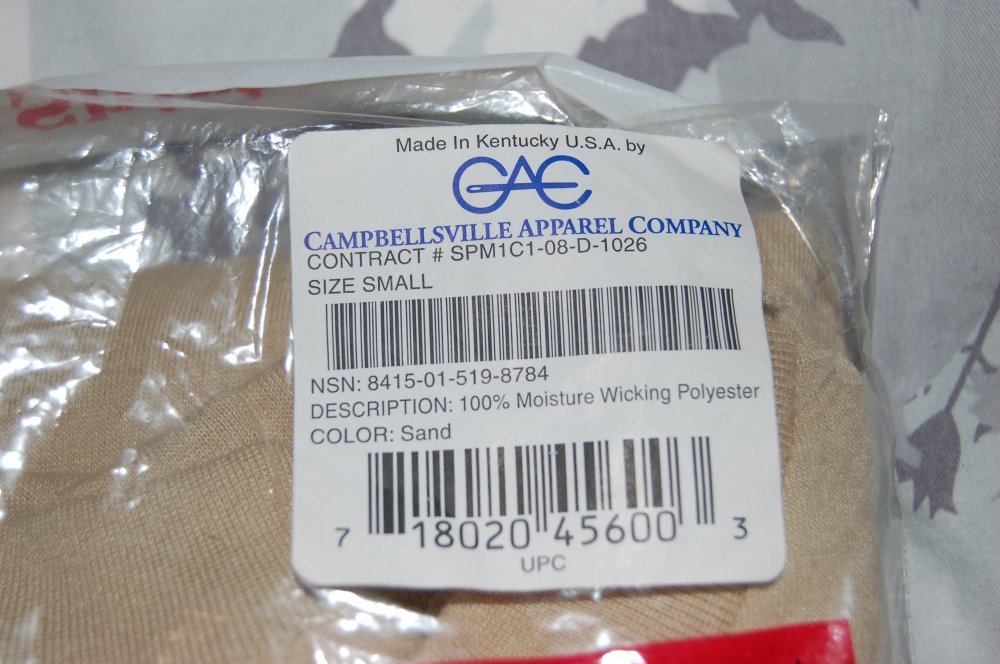 Made In Kentucky U.S.A. by
CAE
CAMPBELLSVILLE APPAREL COMPANY
CONTRACT # SPM1C1-08-D-1026
SIZE SMALL
NSN: 8415-01-519-8784
DESCRIPTION: 100% Moisture Wicking Polyester
COLOR: Sand
7 18020 45600 3
UPC